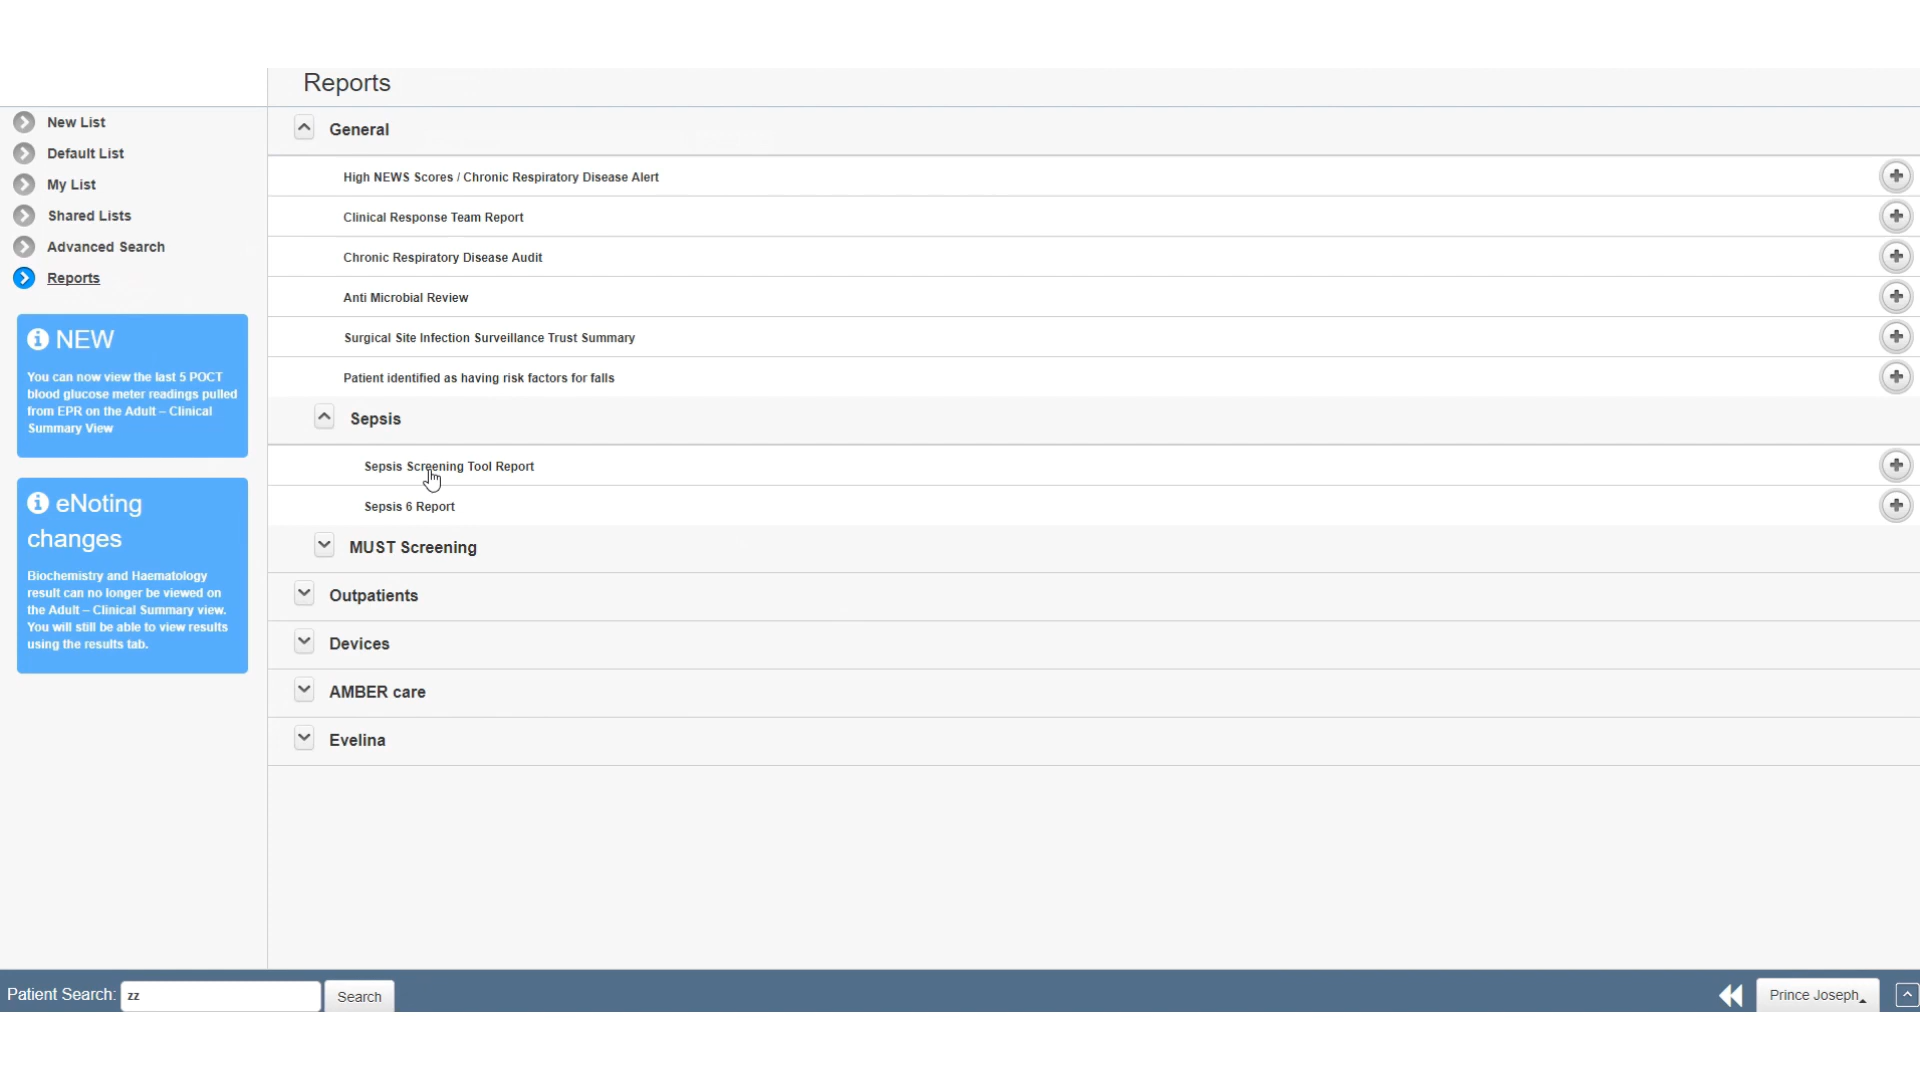 Reports
New List
Default List
My List
Shared Lists
Advanced Search
Reports
NEW
You can now view the last 5 POCT
blood glucose meter readings pulled
from EPR on the Adult – Clinical
Summary View
eNoting
changes
Biochemistry and Haematology
result can no longer be viewed on
the Adult – Clinical Summary view.
You will still be able to view results
using the results tab.
General
High NEWS Scores / Chronic Respiratory Disease Alert
Clinical Response Team Report
Chronic Respiratory Disease Audit
Anti Microbial Review
Surgical Site Infection Surveillance Trust Summary
Patient identified as having risk factors for falls
Sepsis
Sepsis Screening Tool Report
Sepsis 6 Report
MUST Screening
Outpatients
Devices
AMBER care
Evelina
Patient Search: zz Search Prince Joseph